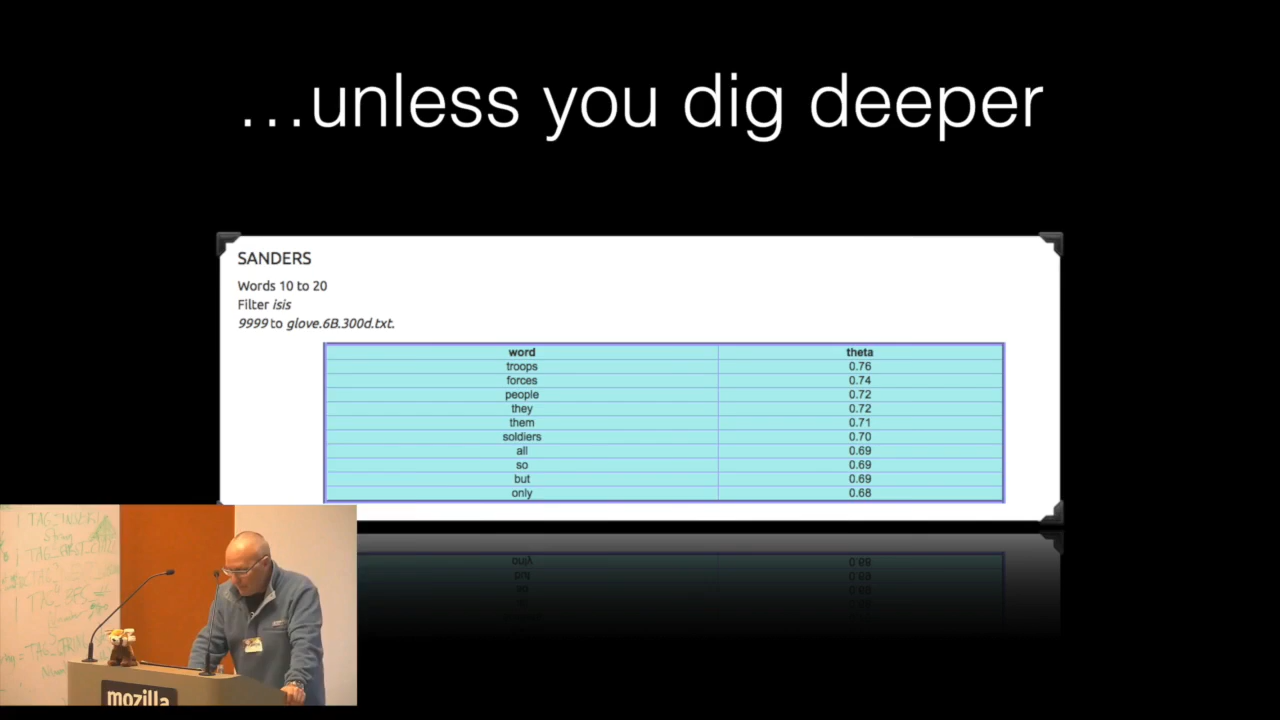 …unless you dig deeper
SANDERS
Words 10 to 20
Filter isis
9999 to glove.6B.300d.txt.
word theta
troops 0.76
forces 0.74
people 0.72
they 0.72
them 0.71
soldiers 0.70
all 0.69
so 0.69
but 0.69
only 0.68
mozilla